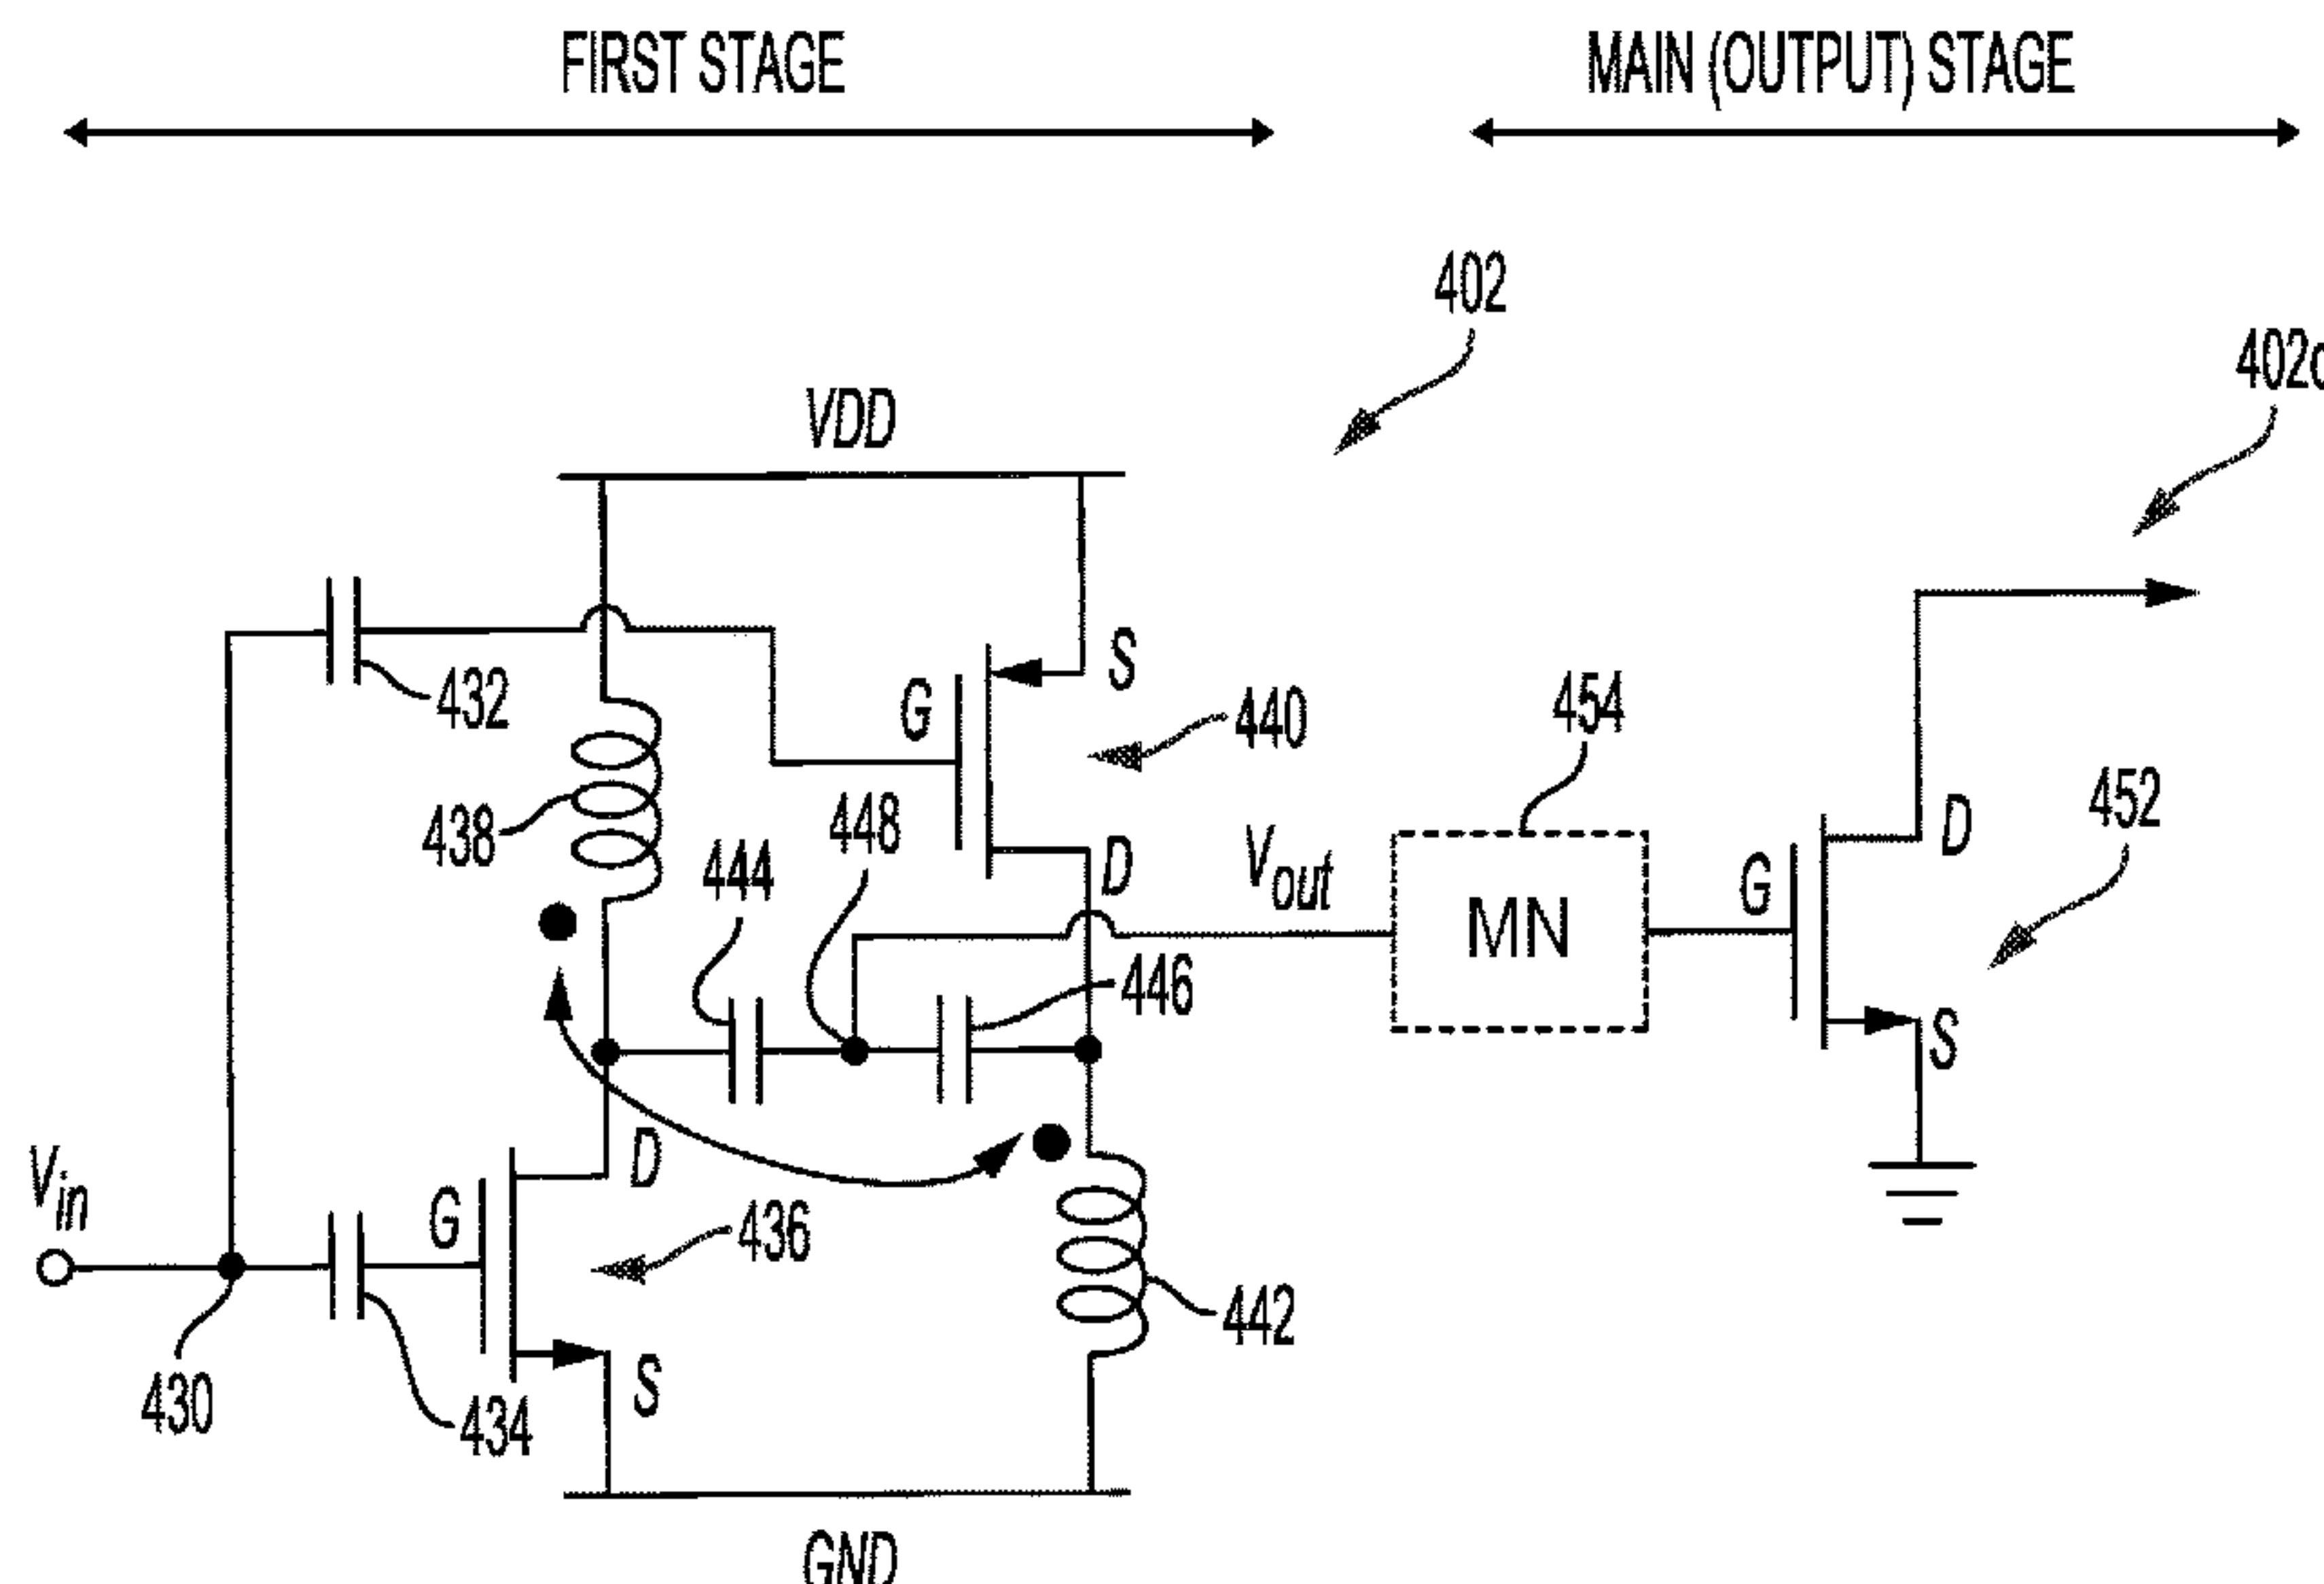 FIRST STAGE
MAIN (OUTPUT) STAGE
402
VDD
432
S
G
440
454
438
448
444
D
Vout
MN
G
D
452
446
S
Vin
G
D
436
442
S
430
434
GND